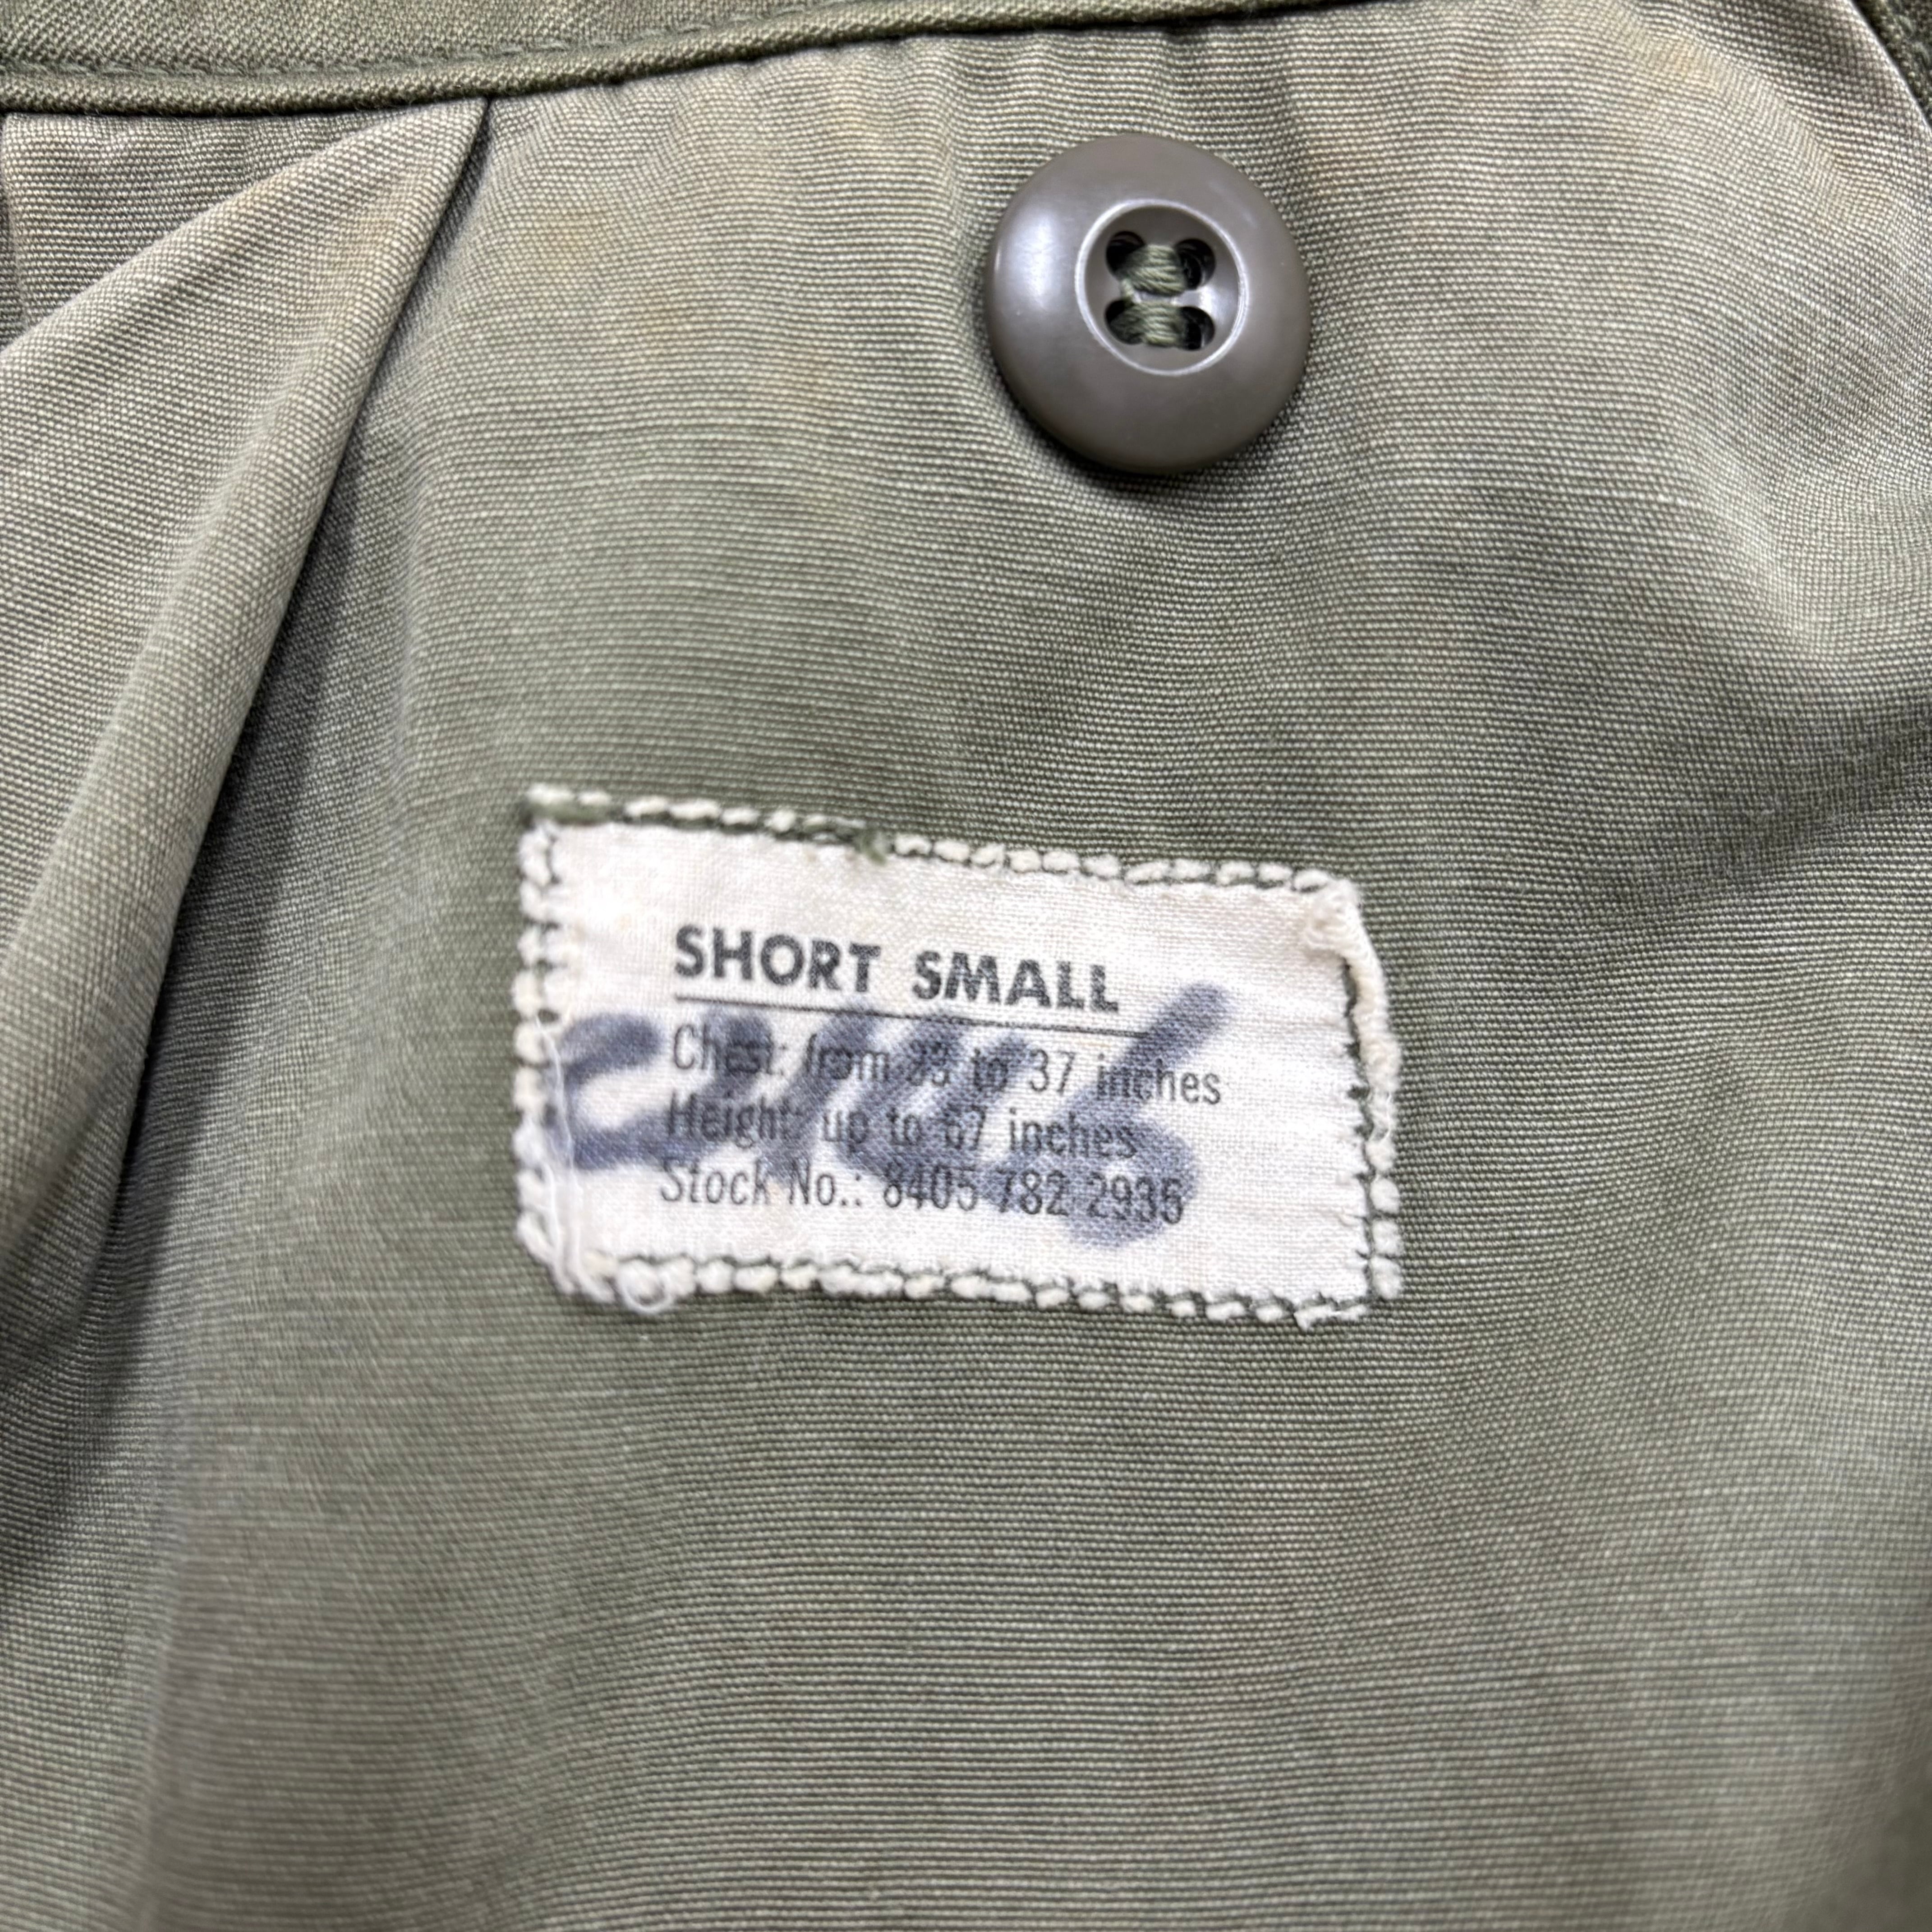 SHORT SMALL
Chest: from 33 to 37 inches
Height: up to 67 inches
Stock No.: 8405 782 2935